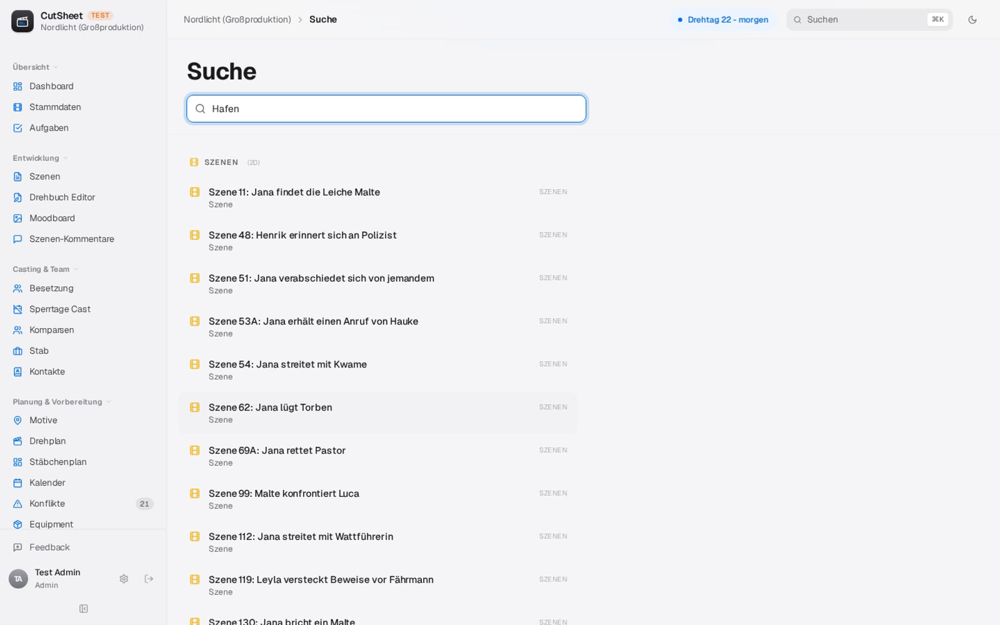 CutSheet TEST
Nordlicht (Großproduktion)
Übersicht
Dashboard
Stammdaten
Aufgaben
Entwicklung
Szenen
Drehbuch Editor
Moodboard
Szenen-Kommentare
Casting & Team
Besetzung
Sperrtage Cast
Komparsen
Stab
Kontakte
Planung & Vorbereitung
Motive
Drehplan
Stäbchenplan
Kalender
Konflikte 21
Equipment
Feedback
TA
Test Admin
Admin
Nordlicht (Großproduktion) > Suche
Drehtag 22 - morgen
Suchen ⌘K
Suche
Hafen
SZENEN (20)
Szene 11: Jana findet die Leiche Malte SZENEN
Szene
Szene 48: Henrik erinnert sich an Polizist SZENEN
Szene
Szene 51: Jana verabschiedet sich von jemandem SZENEN
Szene
Szene 53A: Jana erhält einen Anruf von Hauke SZENEN
Szene
Szene 54: Jana streitet mit Kwame SZENEN
Szene
Szene 62: Jana lügt Torben SZENEN
Szene
Szene 69A: Jana rettet Pastor SZENEN
Szene
Szene 99: Malte konfrontiert Luca SZENEN
Szene
Szene 112: Jana streitet mit Wattführerin SZENEN
Szene
Szene 119: Leyla versteckt Beweise vor Fährmann SZENEN
Szene
Szene 130: Jana bricht ein Malte SZENEN